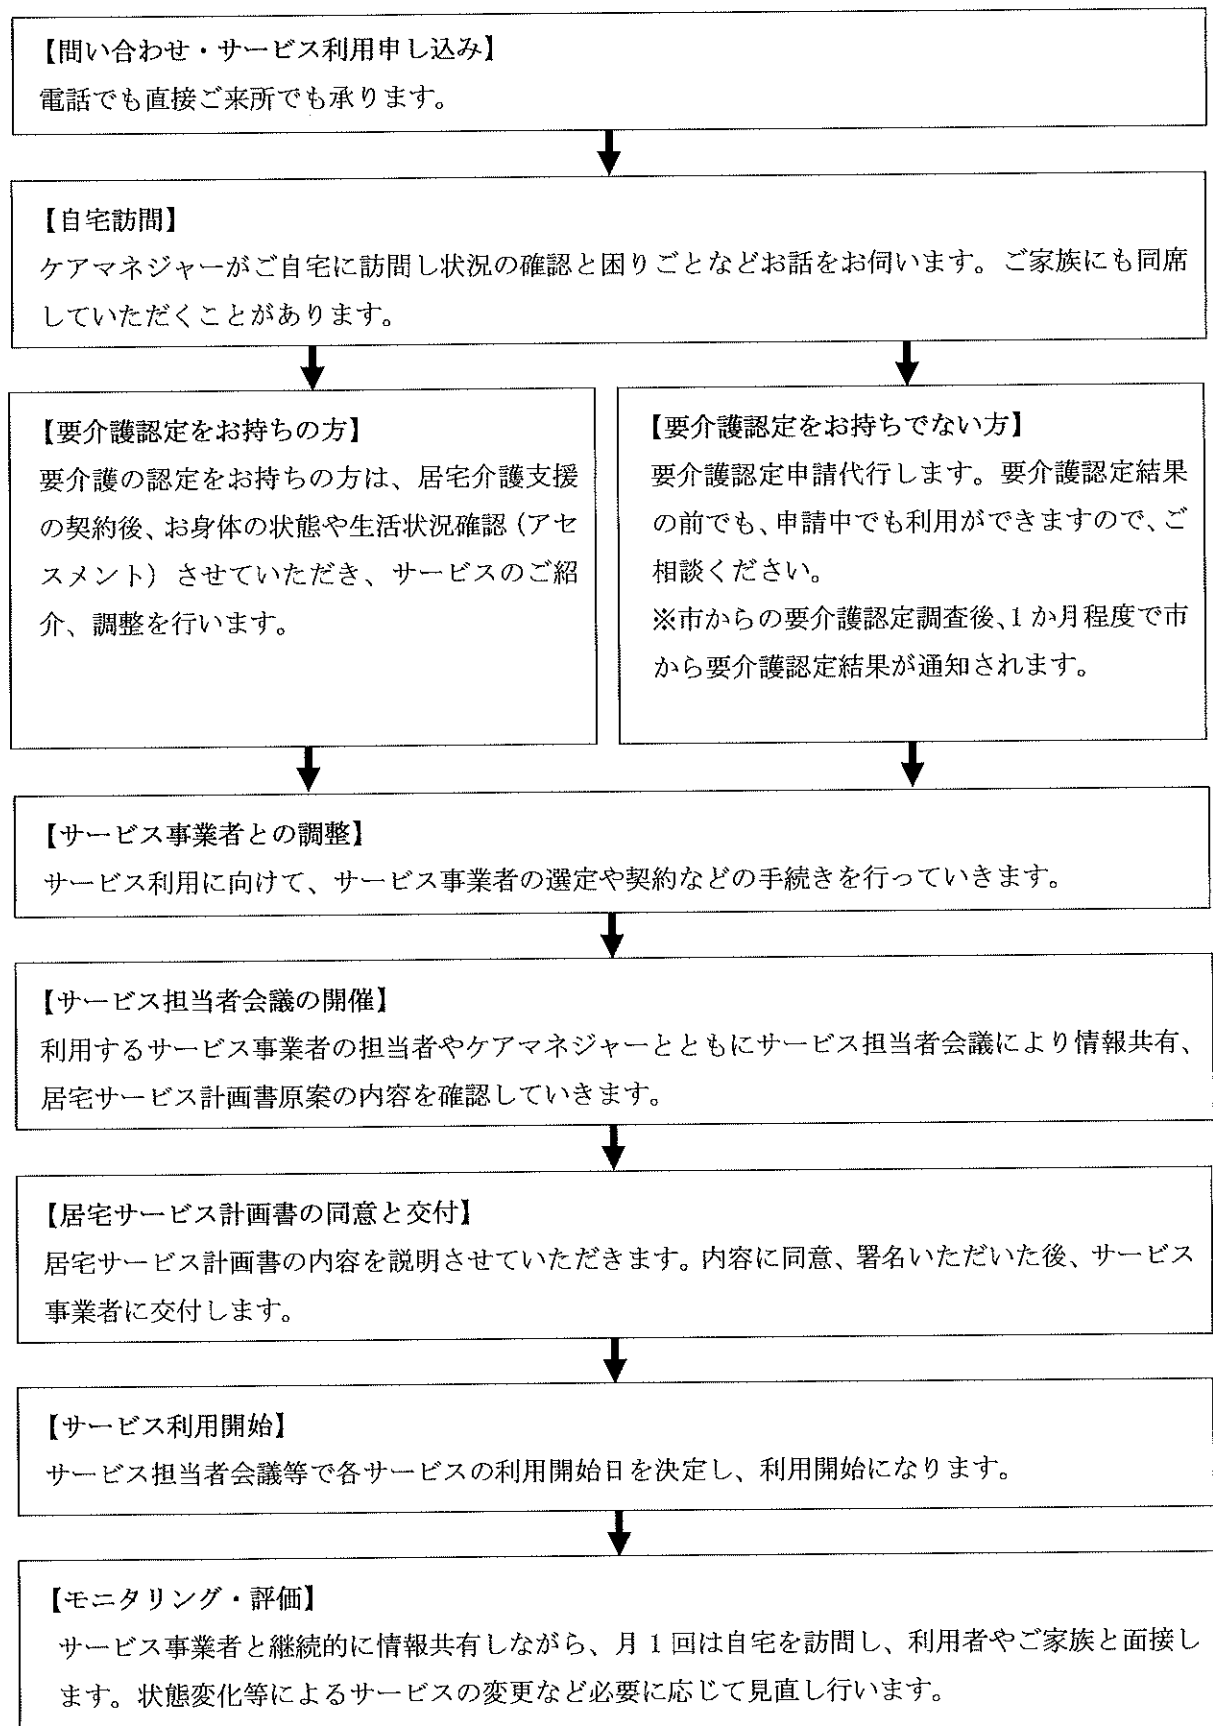 【問い合わせ・サービス利用申し込み】
電話でも直接ご来所でも承ります。
【自宅訪問】
ケアマネジャーがご自宅に訪問し状況の確認と困りごとなどお話をお伺います。ご家族にも同席
していただくことがあります。
【要介護認定をお持ちの方】
要介護の認定をお持ちの方は、居宅介護支援
の契約後、お身体の状態や生活状況確認（アセ
スメント）させていただき、サービスのご紹
介、調整を行います。
【要介護認定をお持ちでない方】
要介護認定申請代行します。要介護認定結果
の前でも、申請中でも利用ができますので、ご
相談ください。
※市からの要介護認定調査後、1か月程度で市
から要介護認定結果が通知されます。
【サービス事業者との調整】
サービス利用に向けて、サービス事業者の選定や契約などの手続きを行っていきます。
【サービス担当者会議の開催】
利用するサービス事業者の担当者やケアマネジャーとともにサービス担当者会議により情報共有、
居宅サービス計画書原案の内容を確認していきます。
【居宅サービス計画書の同意と交付】
居宅サービス計画書の内容を説明させていただきます。内容に同意、署名いただいた後、サービス
事業者に交付します。
【サービス利用開始】
サービス担当者会議等で各サービスの利用開始日を決定し、利用開始になります。
【モニタリング・評価】
サービス事業者と継続的に情報共有しながら、月1回は自宅を訪問し、利用者やご家族と面接し
ます。状態変化等によるサービスの変更など必要に応じて見直し行います。